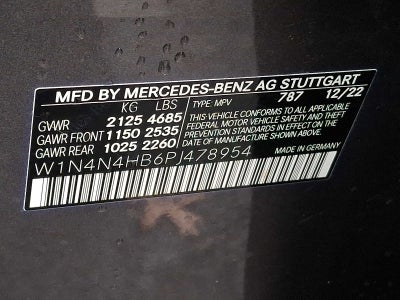 MFD BY MERCEDES-BENZ AG STUTTGART
KG LBS TYPE: MPV 787 12/22
GVWR 2125 4685
GAWR FRONT 1150 2535
GAWR REAR 1025 2260
THIS VEHICLE CONFORMS TO ALL APPLICABLE
FEDERAL MOTOR VEHICLE SAFETY AND THEFT
PREVENTION STANDARDS IN EFFECT ON THE
DATE OF MANUFACTURE SHOWN ABOVE.
W1N4N4HB6PJ478954
MADE IN GERMANY